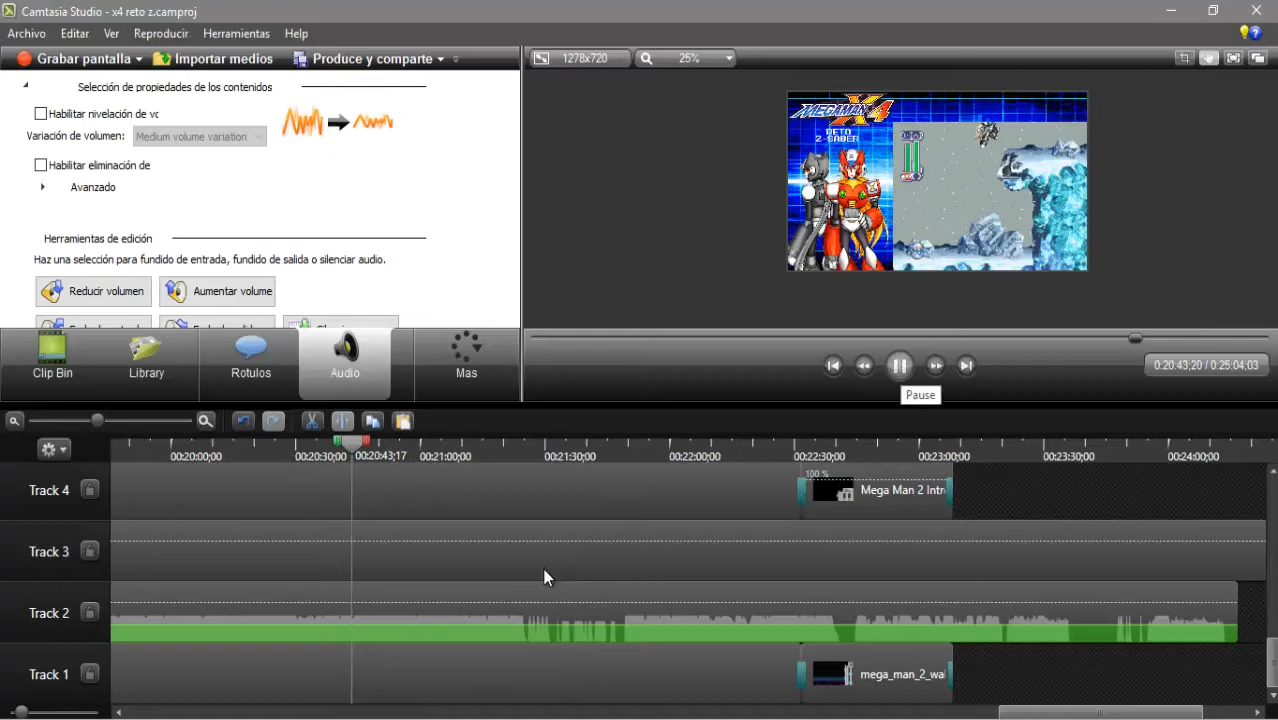 Camtasia Studio - x4 reto z.camproj
Archivo Editar Ver Reproducir Herramientas Help
Grabar pantalla Importar medios Produce y comparte
1278x720 25%
Selección de propiedades de los contenidos
Habilitar nivelación de vo
Variación de volumen: Medium volume variation
Habilitar eliminación de
Avanzado
Herramientas de edición
Haz una selección para fundido de entrada, fundido de salida o silenciar audio.
Reducir volumen Aumentar volumen
MEGAMAN X4
RETO
Z-SABER
Clip Bin Library Rotulos Audio Mas
0:20:43;20 / 0:25:04;03
Pause
00:20:00;00 00:20:30;00 00:20:43;17 00:21:00;00 00:21:30;00 00:22:00;00 00:22:30;00 00:23:00;00 00:23:30;00 00:24:00;00
100 %
Track 4 Mega Man 2 Intr
Track 3
Track 2
Track 1 mega_man_2_wal